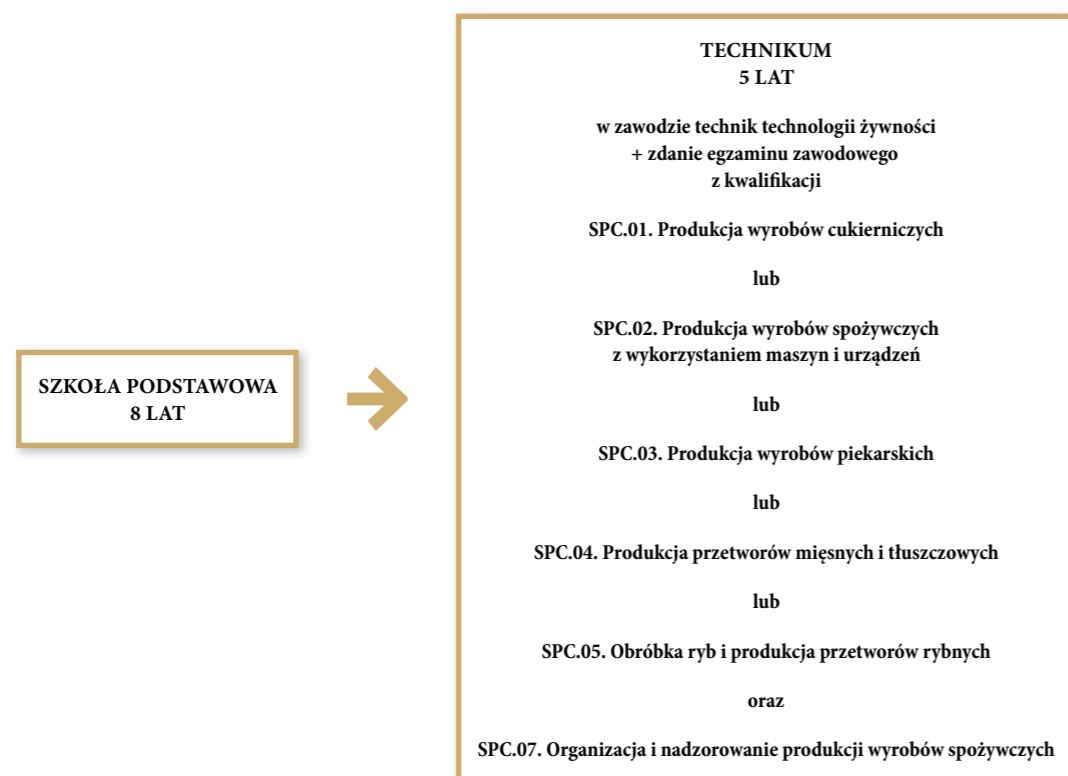 SZKOŁA PODSTAWOWA
8 LAT
TECHNIKUM
5 LAT
w zawodzie technik technologii żywności
+ zdanie egzaminu zawodowego
z kwalifikacji
SPC.01. Produkcja wyrobów cukierniczych
lub
SPC.02. Produkcja wyrobów spożywczych
z wykorzystaniem maszyn i urządzeń
lub
SPC.03. Produkcja wyrobów piekarskich
lub
SPC.04. Produkcja przetworów mięsnych i tłuszczowych
lub
SPC.05. Obróbka ryb i produkcja przetworów rybnych
oraz
SPC.07. Organizacja i nadzorowanie produkcji wyrobów spożywczych